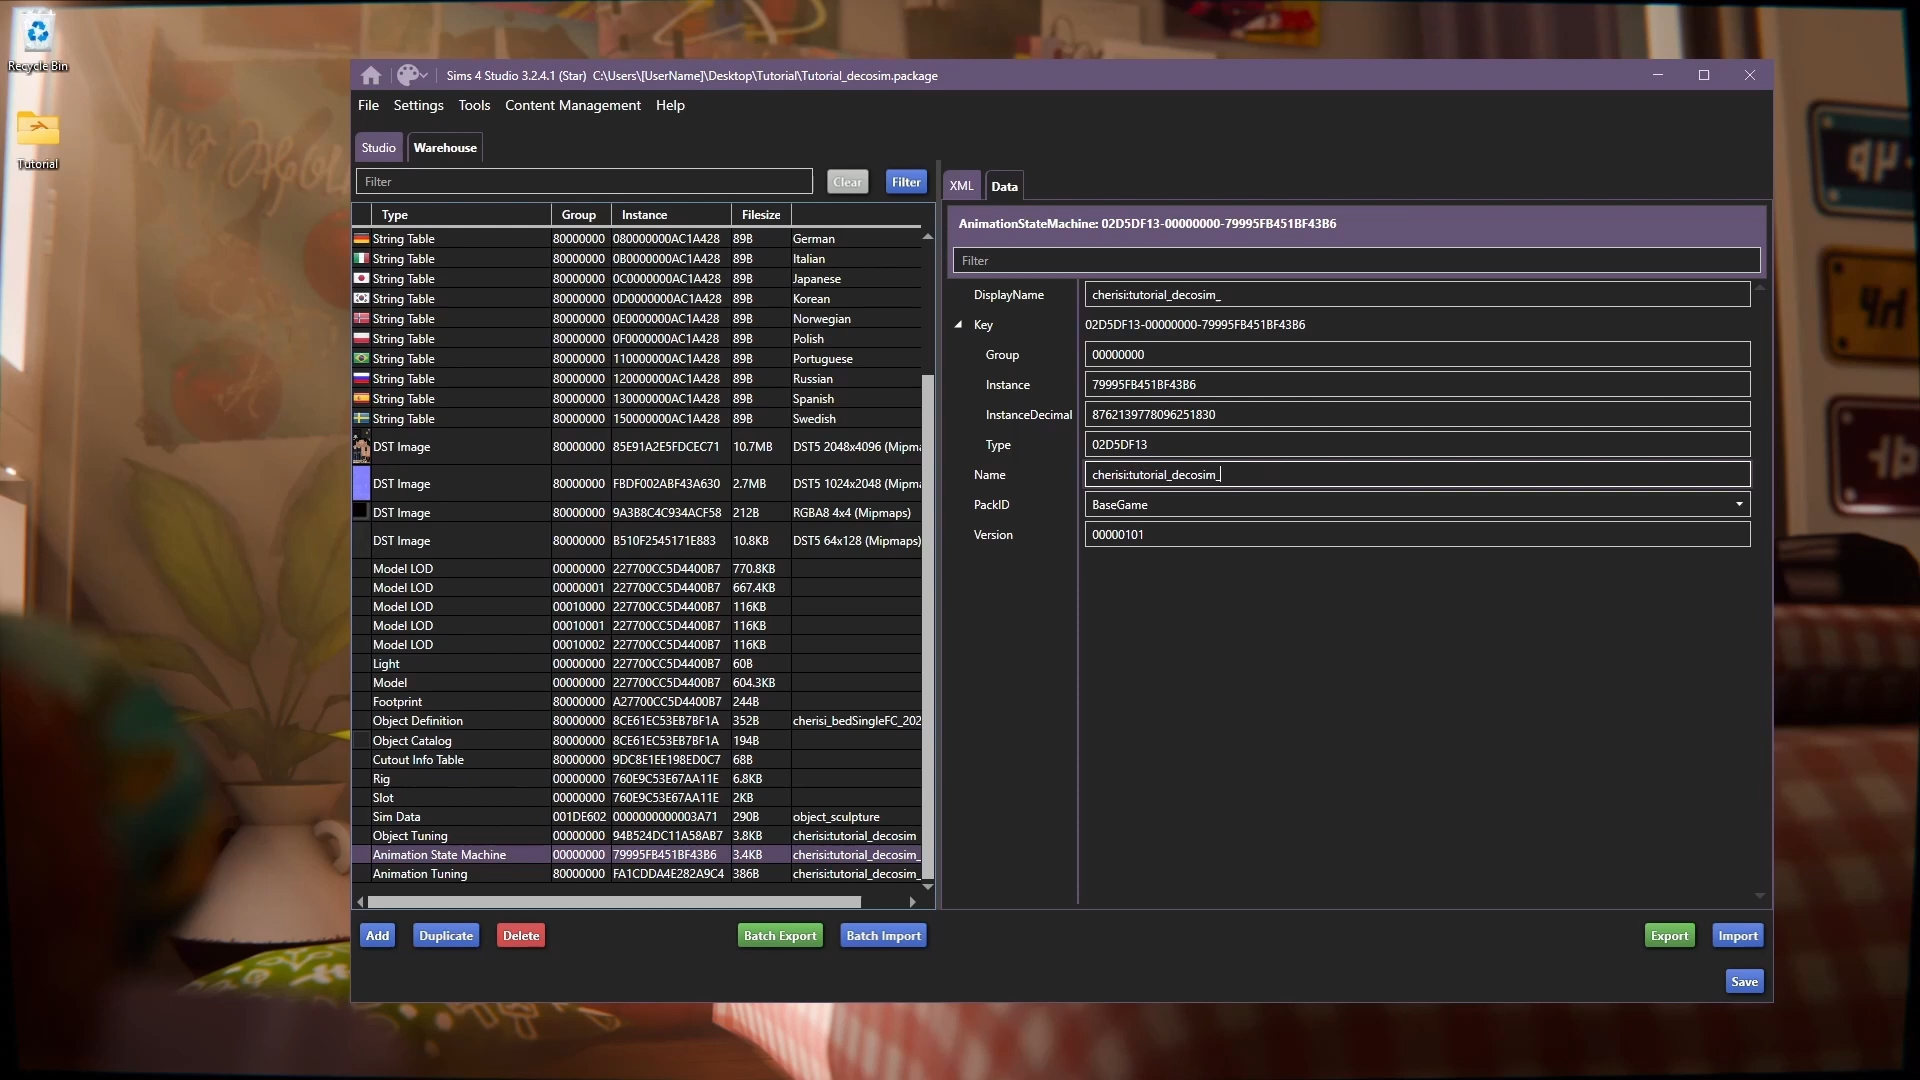 Recycle Bin
Tutorial
Sims 4 Studio 3.2.4.1 (Star) C:\Users\[UserName]\Desktop\Tutorial\Tutorial_decosim.package
File Settings Tools Content Management Help
Studio Warehouse
Filter Clear Filter
Type Group Instance Filesize
String Table 80000000 080000000AC1A428 89B German
String Table 80000000 0B0000000AC1A428 89B Italian
String Table 80000000 0C0000000AC1A428 89B Japanese
String Table 80000000 0D0000000AC1A428 89B Korean
String Table 80000000 0E0000000AC1A428 89B Norwegian
String Table 80000000 0F0000000AC1A428 89B Polish
String Table 80000000 110000000AC1A428 89B Portuguese
String Table 80000000 120000000AC1A428 89B Russian
String Table 80000000 130000000AC1A428 89B Spanish
String Table 80000000 150000000AC1A428 89B Swedish
DST Image 80000000 85E91A2E5FDCEC71 10.7MB DST5 2048x4096 (Mipma
DST Image 80000000 FBDF002ABF43A630 2.7MB DST5 1024x2048 (Mipma
DST Image 80000000 9A3B8C4C934ACF58 212B RGBA8 4x4 (Mipmaps)
DST Image 80000000 B510F2545171E883 10.8KB DST5 64x128 (Mipmaps)
Model LOD 00000000 227700CC5D4400B7 770.8KB
Model LOD 00000001 227700CC5D4400B7 667.4KB
Model LOD 00010000 227700CC5D4400B7 116KB
Model LOD 00010001 227700CC5D4400B7 116KB
Model LOD 00010002 227700CC5D4400B7 116KB
Light 00000000 227700CC5D4400B7 60B
Model 00000000 227700CC5D4400B7 604.3KB
Footprint 80000000 A27700CC5D4400B7 244B
Object Definition 80000000 8CE61EC53EB7BF1A 352B cherisi_bedSingleFC_202
Object Catalog 80000000 8CE61EC53EB7BF1A 194B
Cutout Info Table 80000000 9DC8E1EE198ED0C7 68B
Rig 00000000 760E9C53E67AA11E 6.8KB
Slot 00000000 760E9C53E67AA11E 2KB
Sim Data 001DE602 0000000000003A71 290B object_sculpture
Object Tuning 00000000 94B524DC11A58AB7 3.8KB cherisi:tutorial_decosim
Animation State Machine 00000000 79995FB451BF43B6 3.4KB cherisi:tutorial_decosim_
Animation Tuning 80000000 FA1CDDA4E282A9C4 386B cherisi:tutorial_decosim_
Add Duplicate Delete Batch Export Batch Import
XML Data
AnimationStateMachine: 02D5DF13-00000000-79995FB451BF43B6
Filter
DisplayName cherisi:tutorial_decosim_
Key 02D5DF13-00000000-79995FB451BF43B6
Group 00000000
Instance 79995FB451BF43B6
InstanceDecimal 8762139778096251830
Type 02D5DF13
Name cherisi:tutorial_decosim_
PackID BaseGame
Version 00000101
Export Import
Save